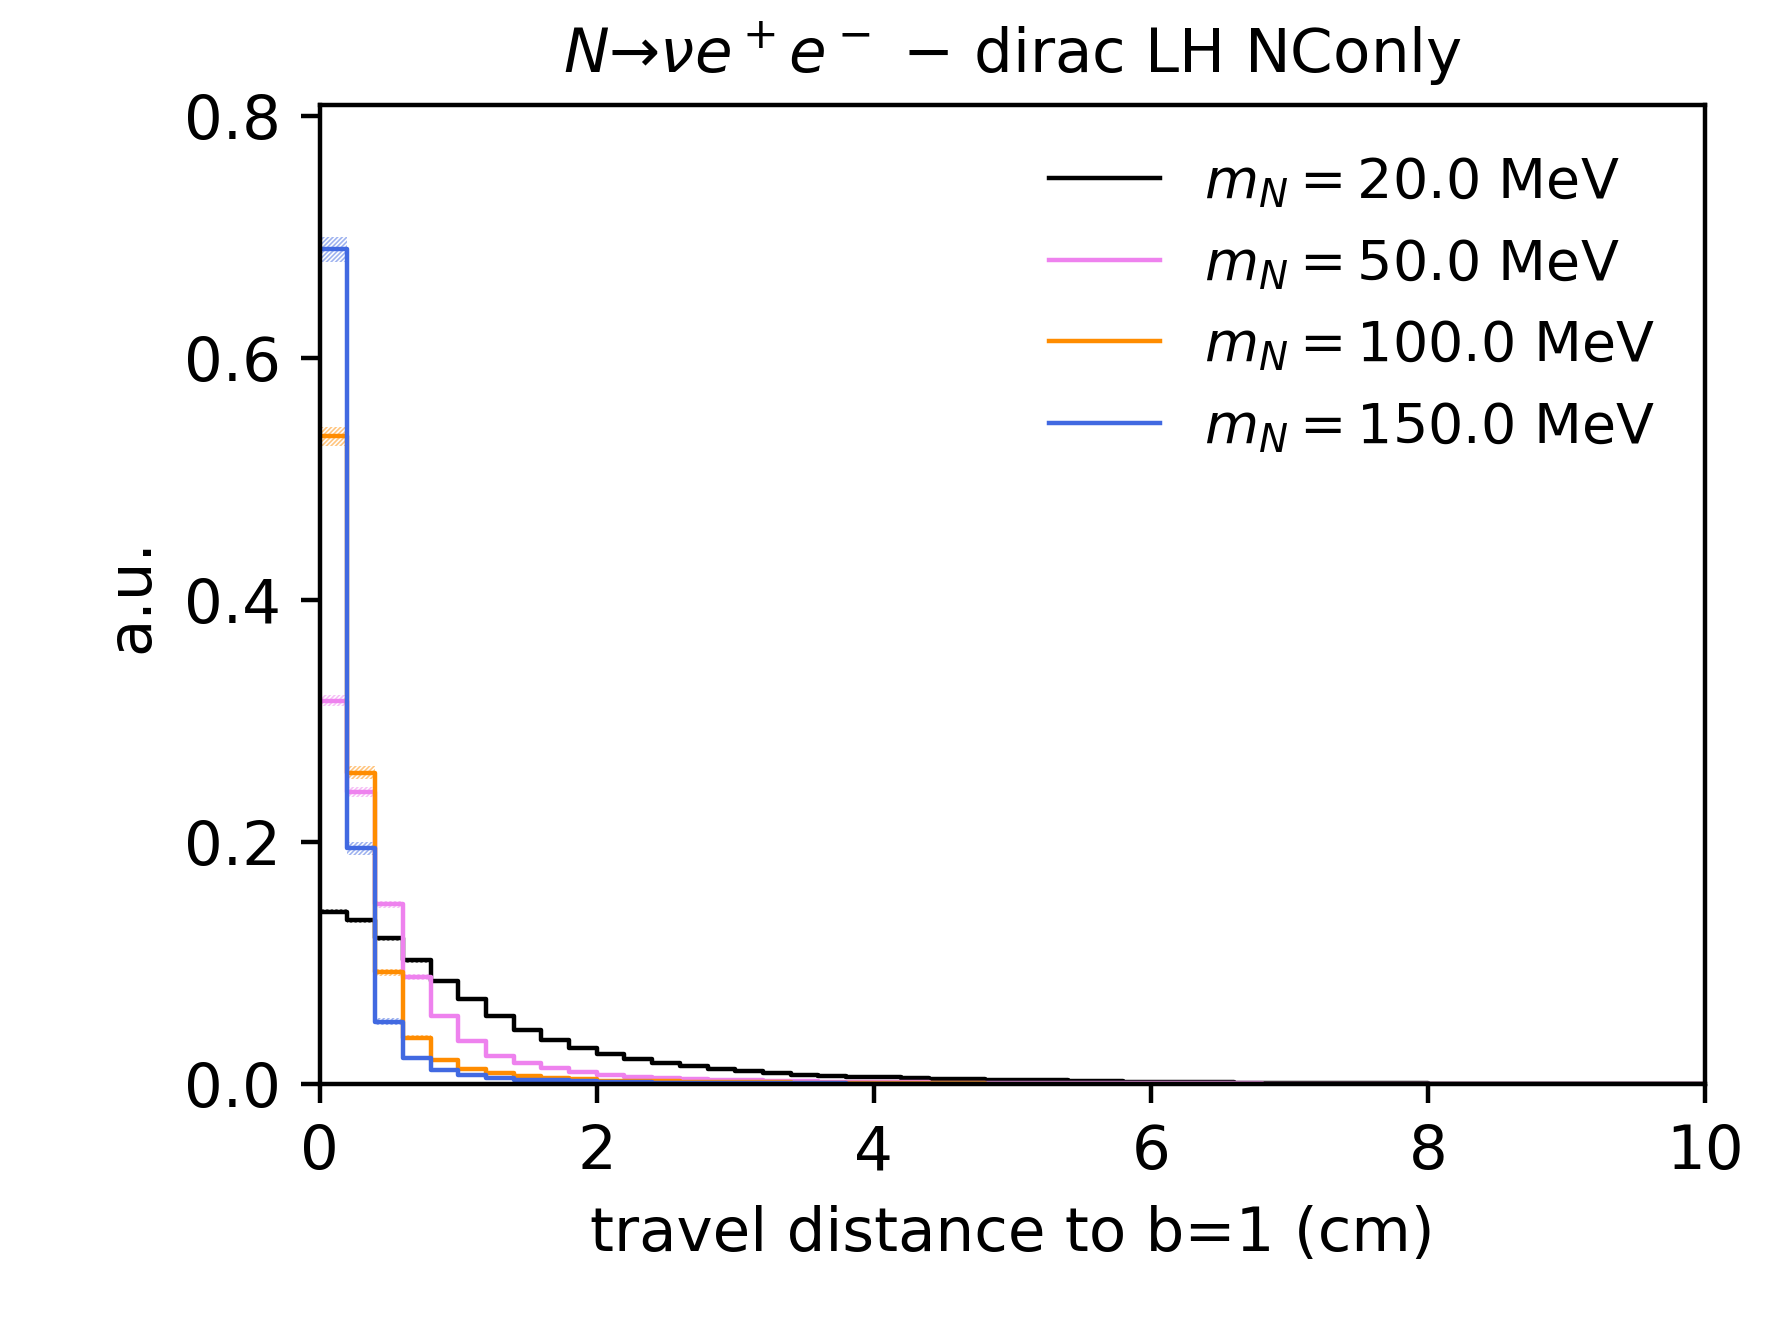 N→νe⁺e⁻ − dirac LH NConly
0.8
0.6
0.4
0.2
0.0
a.u.
m_N = 20.0 MeV
m_N = 50.0 MeV
m_N = 100.0 MeV
m_N = 150.0 MeV
0 2 4 6 8 10
travel distance to b=1 (cm)